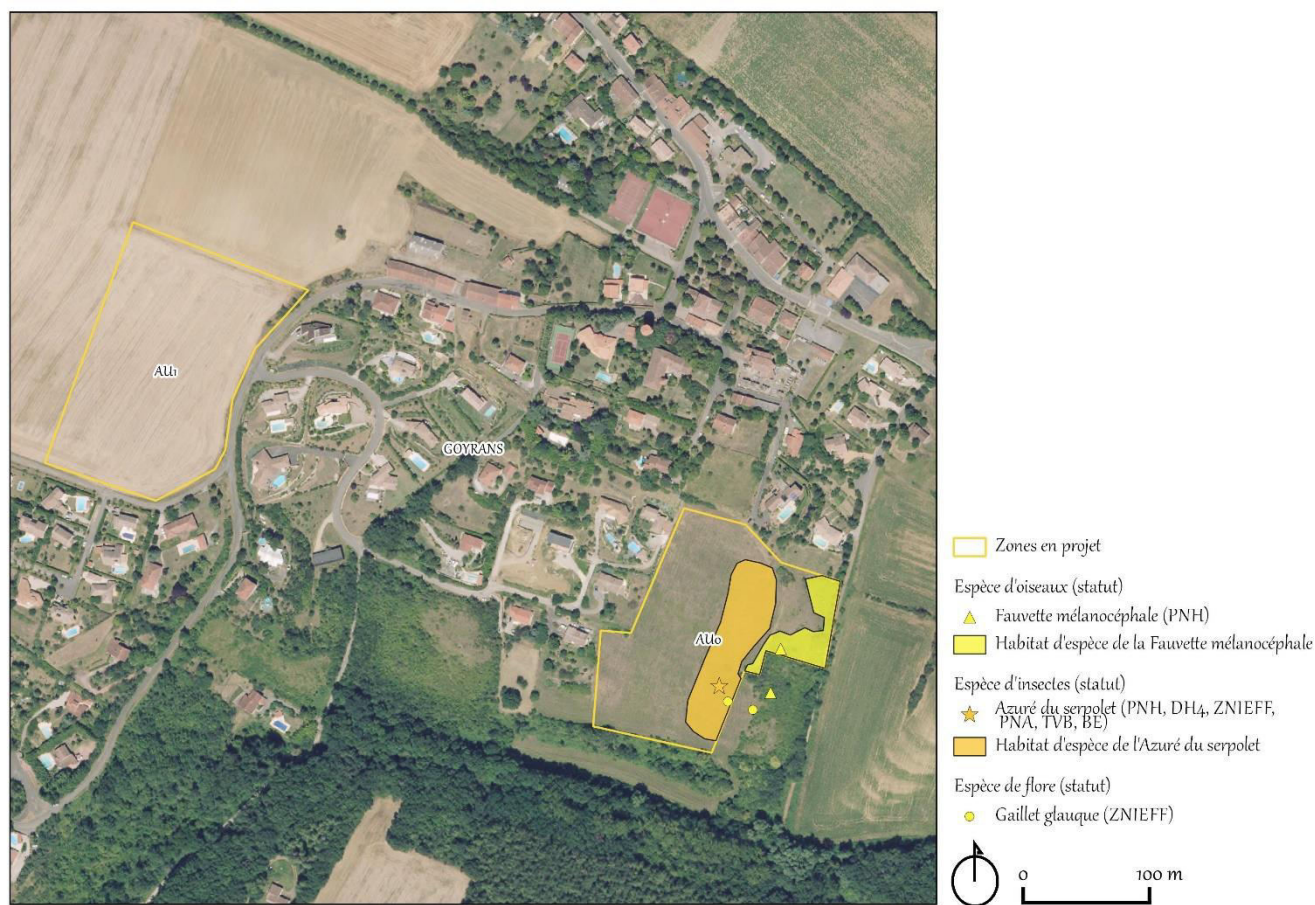 AU1
GOYRANS
AU0
Zones en projet
Espèce d'oiseaux (statut)
Fauvette mélanocéphale (PNH)
Habitat d'espèce de la Fauvette mélanocéphale
Espèce d'insectes (statut)
Azuré du serpolet (PNH, DH4, ZNIEFF,
PNA, TVB, BE)
Habitat d'espèce de l'Azuré du serpolet
Espèce de flore (statut)
Gaillet glauque (ZNIEFF)
0 100 m